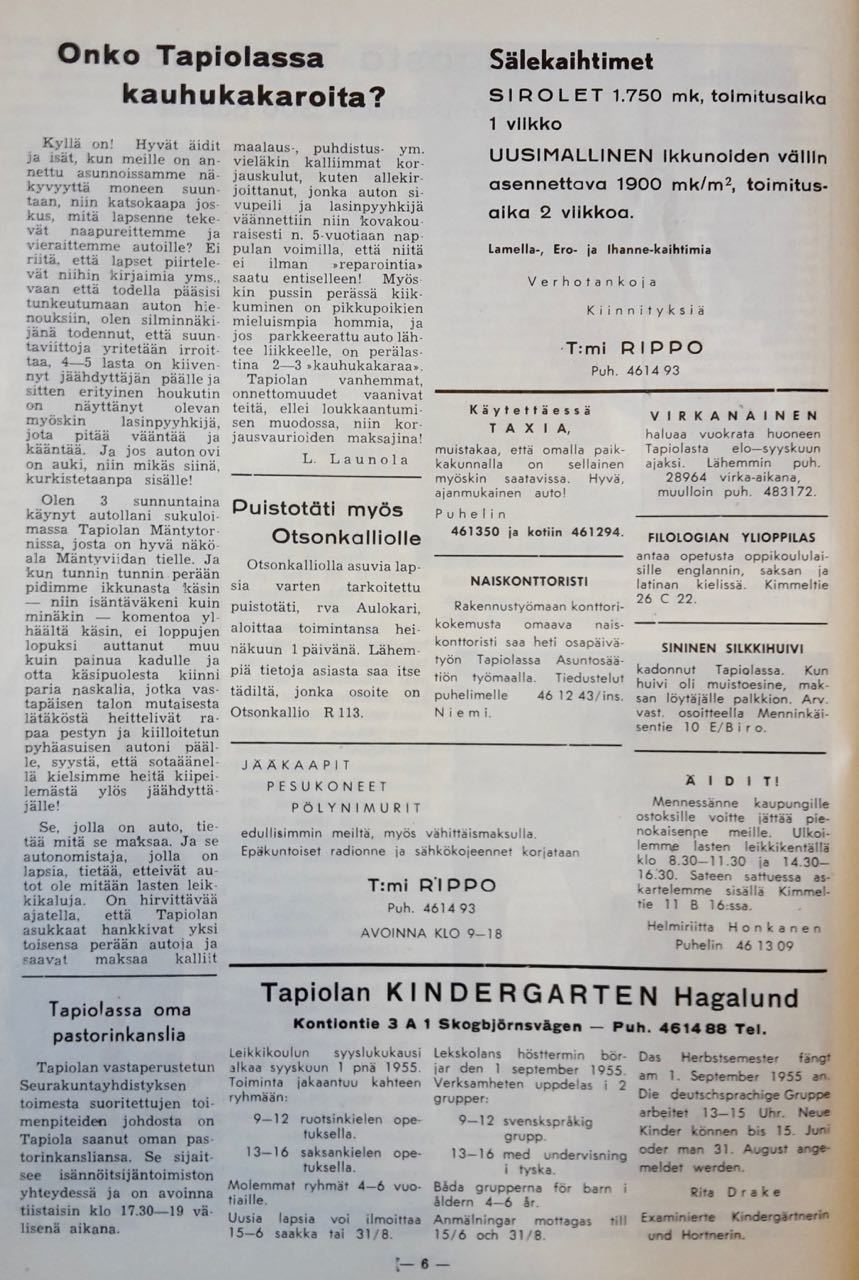 Onko Tapiolassa
kauhukakaroita?
Kyllä on! Hyvät äidit
ja isät, kun meille on an-
nettu asunnoissamme nä-
kyvyyttä moneen suun-
taan, niin katsokaapa jos-
kus, mitä lapsenne teke-
vät naapureittemme ja
vieraittemme autoille? Ei
riitä, että lapset piirtele-
vät niihin kirjaimia yms.,
vaan että todella pääsisi
tunkeutumaan auton hie-
nouksiin, olen silminnäki-
jänä todennut, että suun-
taviittoja yritetään irroit-
taa, 4—5 lasta on kiiven-
nyt jäähdyttäjän päälle ja
sitten erityinen houkutin
on näyttänyt olevan
myöskin lasinpyyhkijä,
jota pitää vääntää ja
kääntää. Ja jos auton ovi
on auki, niin mikäs siinä,
kurkistetaanpa sisälle!
Olen 3 sunnuntaina
käynyt autollani sukuloi-
massa Tapiolan Mäntytor-
nissa, josta on hyvä näkö-
ala Mäntyviidan tielle. Ja
kun tunnin tunnin perään
pidimme ikkunasta käsin
— niin isäntäväkeni kuin
minäkin — komentoa yl-
häältä käsin, ei loppujen
lopuksi auttanut muu
kuin painua kadulle ja
otta käsipuolesta kiinni
paria naskalia, jotka vas-
tapäisen talon mutaisesta
lätäköstä heittelivät ra-
paa pestyn ja kiilloitetun
pyhäasuisen autoni pääl-
le, syystä, että sotaäänel-
lä kielsimme heitä kiipei-
lemästä ylös jäähdyttä-
jälle!
Se, jolla on auto, tie-
tää mitä se maksaa. Ja se
autonomistaja, jolla on
lapsia, tietää, etteivät au-
tot ole mitään lasten leik-
kikaluja. On hirvittävää
ajatella, että Tapiolan
asukkaat hankkivat yksi
toisensa perään autoja ja
saavat maksaa kalliit
maalaus-, puhdistus- ym.
vieläkin kalliimmat kor-
jauskulut, kuten allekir-
joittanut, jonka auton si-
vupeili ja lasinpyyhkijä
väännettiin niin kovakou-
raisesti n. 5-vuotiaan nap-
pulan voimilla, että niitä
ei ilman »reparointia»
saatu entiselleen! Myös-
kin pussin perässä kiik-
kuminen on pikkupoikien
mieluismpia hommia, ja
jos parkkeerattu auto läh-
tee liikkeelle, on perälas-
tina 2—3 »kauhukakaraa».
Tapiolan vanhemmat,
onnettomuudet vaanivat
teitä, ellei loukkaantumi-
sen muodossa, niin kor-
jausvaurioiden maksajina!
L. Launola
Tapiolassa oma
pastorinkanslia
Tapiolan vastaperustetun
Seurakuntayhdistyksen
toimesta suoritettujen toi-
menpiteiden johdosta on
Tapiola saanut oman pas-
torinkansliansa. Se sijait-
see isännöitsijäntoimiston
yhteydessä ja on avoinna
tiistaisin klo 17.30—19 vä-
lisenä aikana.
Puistotäti myös
Otsonkalliolle
Otsonkalliolla asuvia lap-
sia varten tarkoitettu
puistotäti, rva Aulokari,
aloittaa toimintansa hei-
näkuun 1 päivänä. Lähem-
piä tietoja asiasta saa itse
tädiltä, jonka osoite on
Otsonkallio R 113.
Sälekaihtimet
SIROLET 1.750 mk, toimitusaika
1 viikko
UUSIMALLINEN ikkunoiden väliin
asennettava 1900 mk/m², toimitus-
aika 2 viikkoa.
Lamella-, Ero- ja Ihanne-kaihtimia
Verhotankoja
Kiinnityksiä
T:mi RIPPO
Puh. 4614 93
Käytettäessä
TAXIA,
muistakaa, että omalla paik-
kakunnalla on sellainen
myöskin saatavissa. Hyvä,
ajanmukainen auto!
Puhelin
461350 ja kotiin 461294.
NAISKONTTORISTI
Rakennustyömaan konttori-
kokemusta omaava nais-
konttoristi saa heti osapäivä-
työn Tapiolassa Asuntosää-
tiön työmaalla. Tiedustelut
puhelimelle 46 12 43/ins.
Niemi.
VIRKANAINEN
haluaa vuokrata huoneen
Tapiolasta elo—syyskuun
ajaksi. Lähemmin puh.
28964 virka-aikana,
muulloin puh. 483172.
FILOLOGIAN YLIOPPILAS
antaa opetusta oppikoululai-
sille englannin, saksan ja
latinan kielissä. Kimmeltie
26 C 22.
SININEN SILKKIHUIVI
kadonnut Tapiolassa. Kun
huivi oli muistoesine, mak-
san löytäjälle palkkion. Arv.
vast. osoitteella Menninkäi-
sentie 10 E/Biro.
JÄÄKAAPIT
PESUKONEET
PÖLYNIMURIT
edullisimmin meiltä, myös vähittäismaksulla.
Epäkuntoiset radionne ja sähkökojeennet korjataan
T:mi RIPPO
Puh. 4614 93
AVOINNA KLO 9—18
ÄIDIT!
Mennessänne kaupungille
ostoksille voitte jättää pie-
nokaisenne meille. Ulkoi-
lemme lasten leikkikentällä
klo 8.30—11.30 ja 14.30—
16.30. Sateen sattuessa as-
kartelemme sisällä Kimmel-
tie 11 B 16:ssa.
Helmiriitta Honkanen
Puhelin 46 13 09
Tapiolan KINDERGARTEN Hagalund
Kontiontie 3 A 1 Skogbjörnsvägen — Puh. 461488 Tel.
Leikkikoulun syyslukukausi
alkaa syyskuun 1 pnä 1955.
Toiminta jakaantuu kahteen
ryhmään:
9—12 ruotsinkielen ope-
tuksella.
13—16 saksankielen ope-
tuksella.
Molemmat ryhmät 4—6 vuo-
tiaille.
Uusia lapsia voi ilmoittaa
15—6 saakka tai 31/8.
Lekskolans hösttermin bör-
jar den 1 september 1955.
Verksamheten uppdelas i 2
grupper:
9—12 svenskspråkig
grupp.
13—16 med undervisning
i tyska.
Båda grupperna för barn i
åldern 4—6 år.
Anmälningar mottagas till
15/6 och 31/8.
Das Herbstsemester fängt
am 1. September 1955 an.
Die deutschsprachige Gruppe
arbeitet 13—15 Uhr. Neue
Kinder können bis 15. Juni
oder man 31. August ange-
meldet werden.
Rita Drake
Examinierte Kindergärtnerin
und Hortnerin.
— 6 —